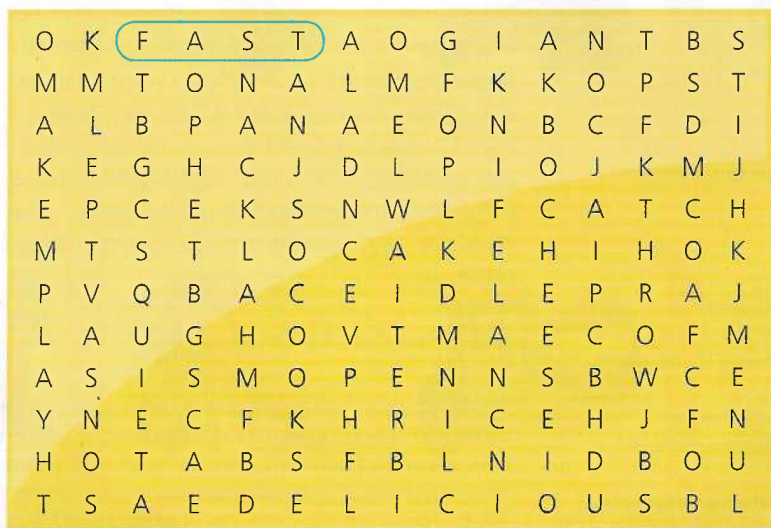 O K F A S T A O G I A N T B S
M M T O N A L M F K K O P S T
A L B P A N A E O N B C F D I
K E G H C J D L P I O J K M J
E P C E K S N W L F C A T C H
M T S T L O C A K E H I H O K
P V Q B A C E I D L E P R A J
L A U G H O V T M A E C O F M
A S I S M O P E N N S B W C E
Y N E C F K H R I C E H J F N
H O T A B S F B L N I D B O U
T S A E D E L I C I O U S B L